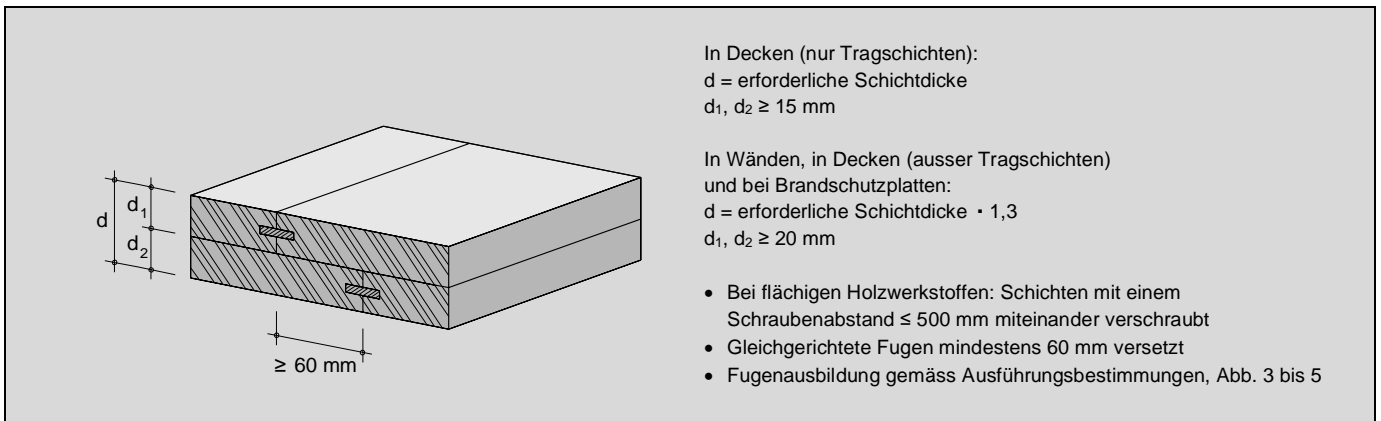 d
d₁
d₂
≥ 60 mm
In Decken (nur Tragschichten):
d = erforderliche Schichtdicke
d₁, d₂ ≥ 15 mm
In Wänden, in Decken (ausser Tragschichten)
und bei Brandschutzplatten:
d = erforderliche Schichtdicke · 1,3
d₁, d₂ ≥ 20 mm
• Bei flächigen Holzwerkstoffen: Schichten mit einem
Schraubenabstand ≤ 500 mm miteinander verschraubt
• Gleichgerichtete Fugen mindestens 60 mm versetzt
• Fugenausbildung gemäss Ausführungsbestimmungen, Abb. 3 bis 5